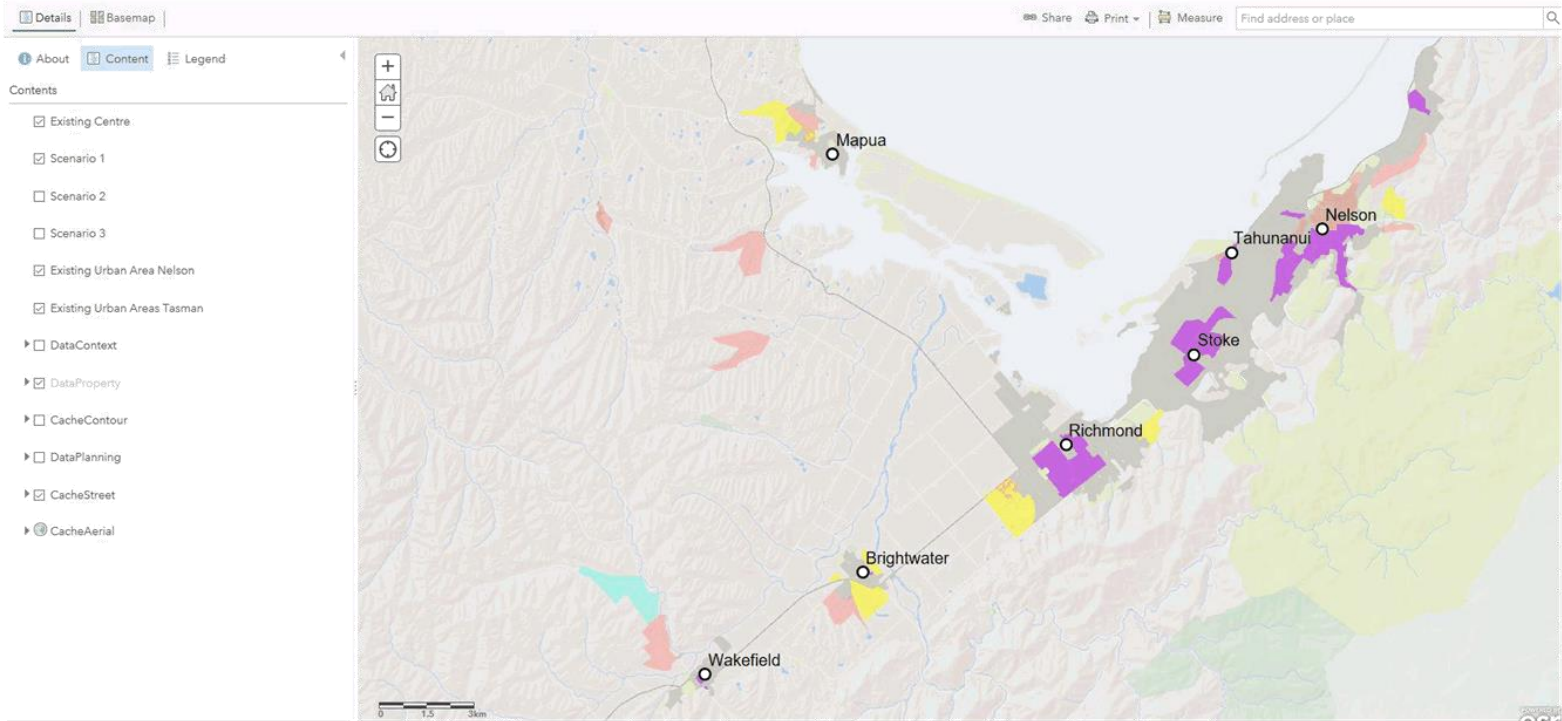 Details
Basemap
Share
Print
Measure
Find address or place
About
Content
Legend
Contents
Existing Centre
Scenario 1
Scenario 2
Scenario 3
Existing Urban Area Nelson
Existing Urban Areas Tasman
DataContext
DataProperty
CacheContour
DataPlanning
CacheStreet
CacheAerial
+
−
Mapua
Nelson
Tahunanui
Stoke
Richmond
Brightwater
Wakefield
0 1.5 3km